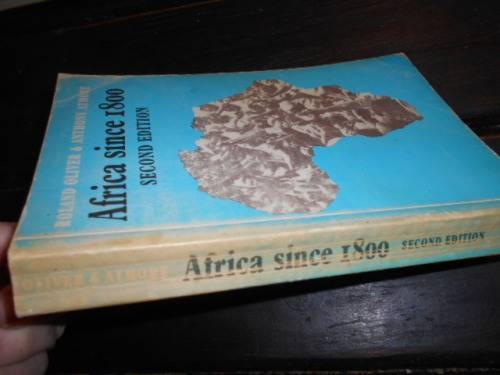 ROLAND OLIVER & ANTHONY ATMORE
Africa since 1800
SECOND EDITION
OLIVER & ATMORE Africa since 1800 SECOND EDITION